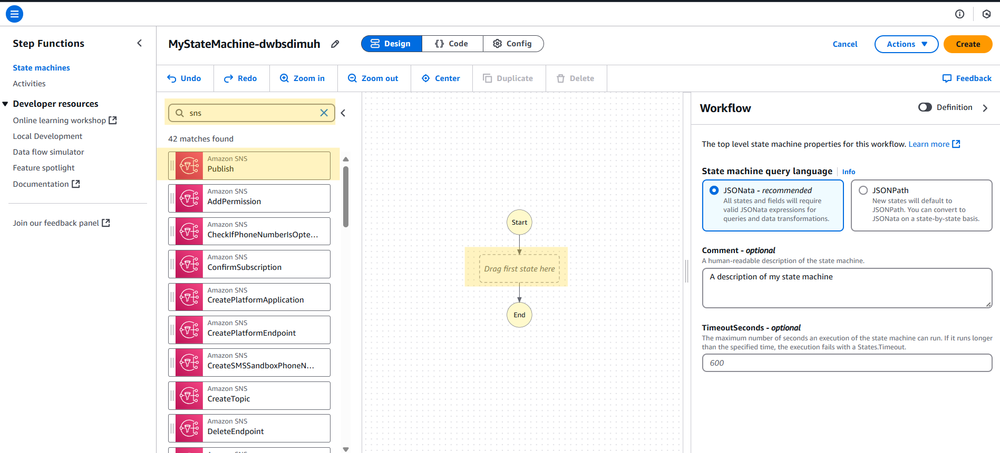 Step Functions
State machines
Activities
Developer resources
Online learning workshop
Local Development
Data flow simulator
Feature spotlight
Documentation
Join our feedback panel
MyStateMachine-dwbsdimuh
Design
{} Code
Config
Cancel
Actions
Create
Undo
Redo
Zoom in
Zoom out
Center
Duplicate
Delete
Feedback
sns
42 matches found
Amazon SNS
Publish
Amazon SNS
AddPermission
Amazon SNS
CheckIfPhoneNumberIsOpte...
Amazon SNS
ConfirmSubscription
Amazon SNS
CreatePlatformApplication
Amazon SNS
CreatePlatformEndpoint
Amazon SNS
CreateSMSSandboxPhoneN...
Amazon SNS
CreateTopic
Amazon SNS
DeleteEndpoint
Start
Drag first state here
End
Workflow
Definition
The top level state machine properties for this workflow. Learn more
State machine query language
Info
JSONata - recommended
All states and fields will require
valid JSONata expressions for
queries and data transformations.
JSONPath
New states will default to
JSONPath. You can convert to
JSONata on a state-by-state basis.
Comment - optional
A human-readable description of the state machine.
A description of my state machine
TimeoutSeconds - optional
The maximum number of seconds an execution of the state machine can run. If it runs longer
than the specified time, the execution fails with a States.Timeout.
600